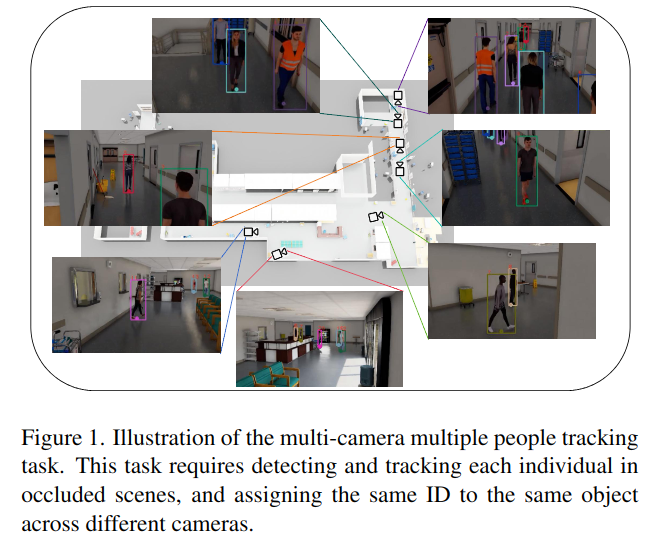 Figure 1. Illustration of the multi-camera multiple people tracking
task. This task requires detecting and tracking each individual in
occluded scenes, and assigning the same ID to the same object
across different cameras.